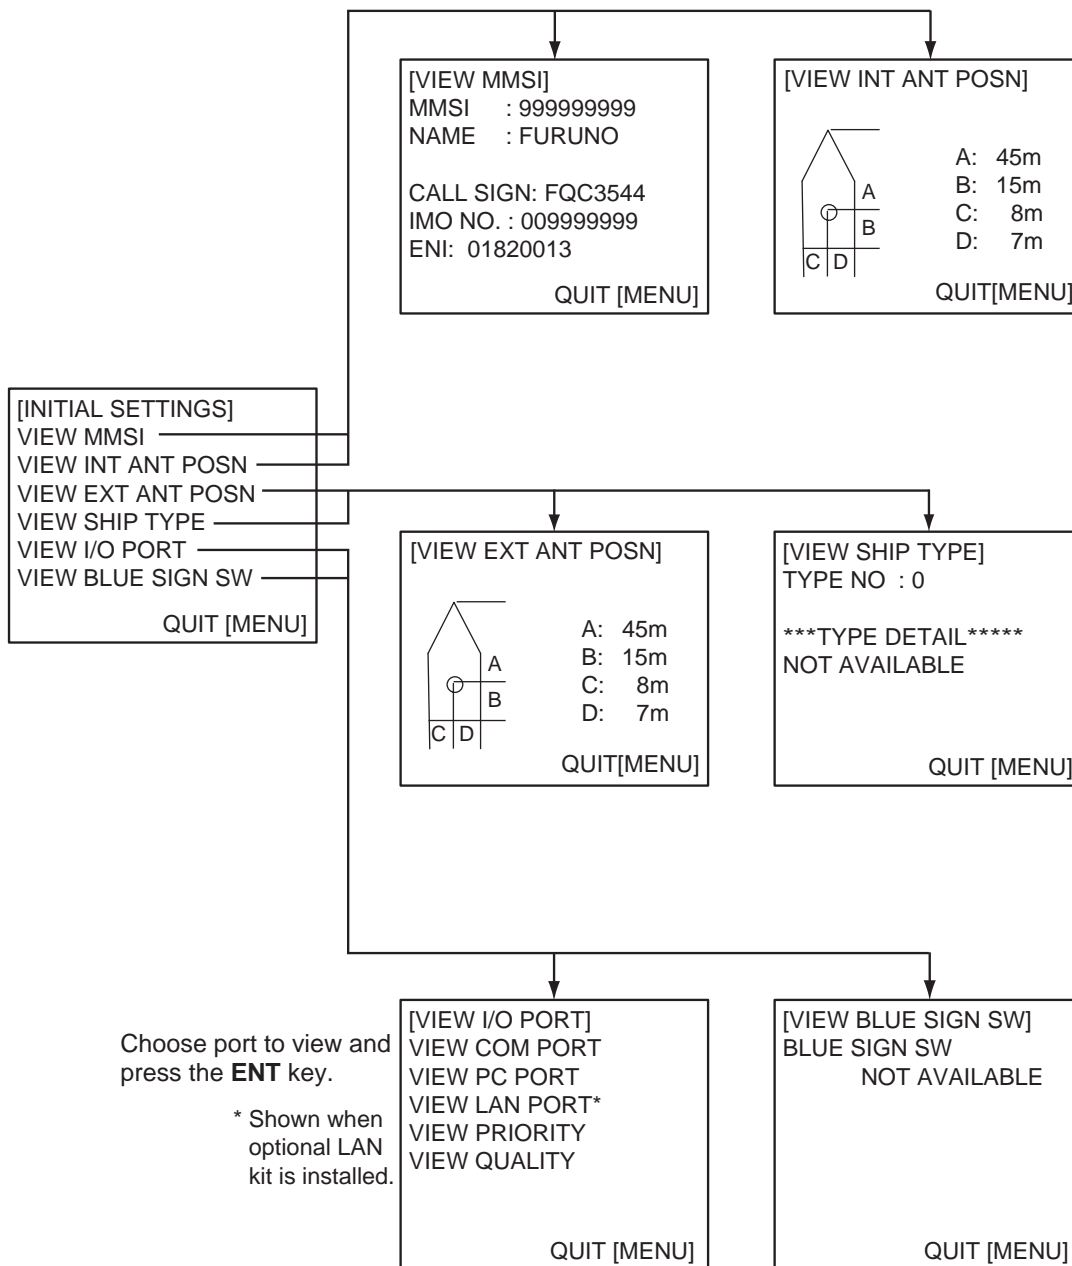 [VIEW MMSI]
MMSI : 999999999
NAME : FURUNO
CALL SIGN: FQC3544
IMO NO. : 009999999
ENI: 01820013
QUIT [MENU]
[VIEW INT ANT POSN]
A
B
C D
A: 45m
B: 15m
C: 8m
D: 7m
QUIT[MENU]
[INITIAL SETTINGS]
VIEW MMSI
VIEW INT ANT POSN
VIEW EXT ANT POSN
VIEW SHIP TYPE
VIEW I/O PORT
VIEW BLUE SIGN SW
QUIT [MENU]
[VIEW EXT ANT POSN]
A
B
C D
A: 45m
B: 15m
C: 8m
D: 7m
QUIT[MENU]
[VIEW SHIP TYPE]
TYPE NO : 0
***TYPE DETAIL*****
NOT AVAILABLE
QUIT [MENU]
Choose port to view and
press the ENT key.
* Shown when
optional LAN
kit is installed.
[VIEW I/O PORT]
VIEW COM PORT
VIEW PC PORT
VIEW LAN PORT*
VIEW PRIORITY
VIEW QUALITY
QUIT [MENU]
[VIEW BLUE SIGN SW]
BLUE SIGN SW
NOT AVAILABLE
QUIT [MENU]